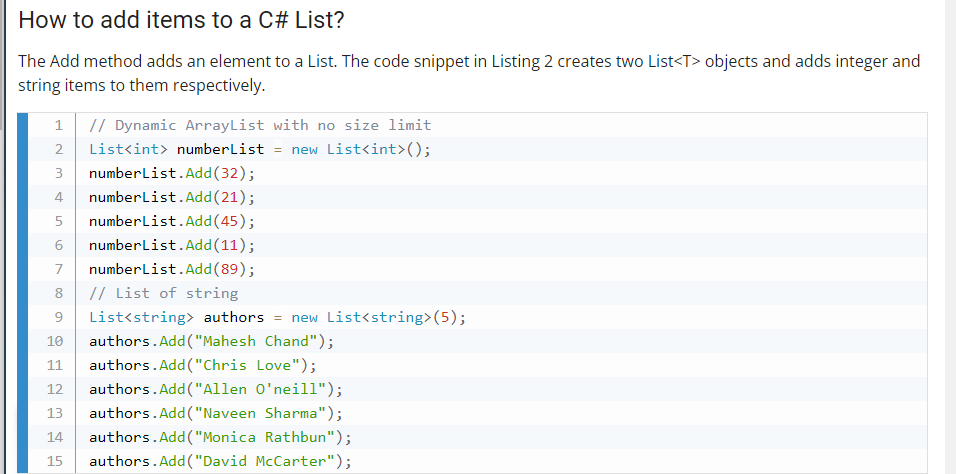 How to add items to a C# List?
The Add method adds an element to a List. The code snippet in Listing 2 creates two List<T> objects and adds integer and
string items to them respectively.
1 // Dynamic ArrayList with no size limit
2 List<int> numberList = new List<int>();
3 numberList.Add(32);
4 numberList.Add(21);
5 numberList.Add(45);
6 numberList.Add(11);
7 numberList.Add(89);
8 // List of string
9 List<string> authors = new List<string>(5);
10 authors.Add("Mahesh Chand");
11 authors.Add("Chris Love");
12 authors.Add("Allen O'neill");
13 authors.Add("Naveen Sharma");
14 authors.Add("Monica Rathbun");
15 authors.Add("David McCarter");